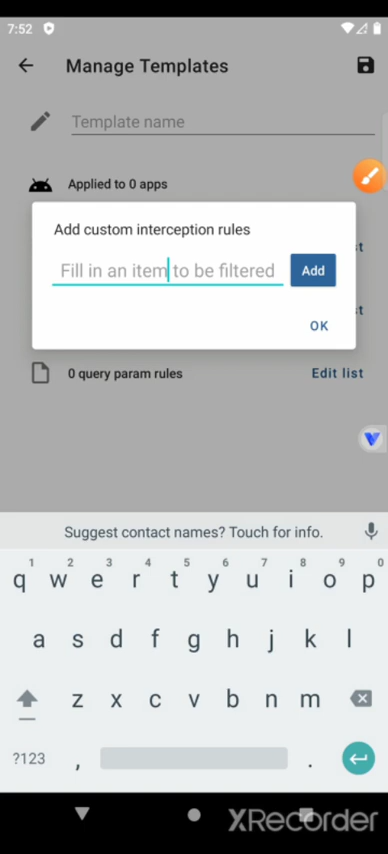 7:52
Manage Templates
Template name
Applied to 0 apps
Add custom interception rules
Fill in an item to be filtered
Add
OK
0 query param rules
Edit list
Suggest contact names? Touch for info.
1 2 3 4 5 6 7 8 9 0
q w e r t y u i o p
a s d f g h j k l
z x c v b n m
?123 , .
XRecorder